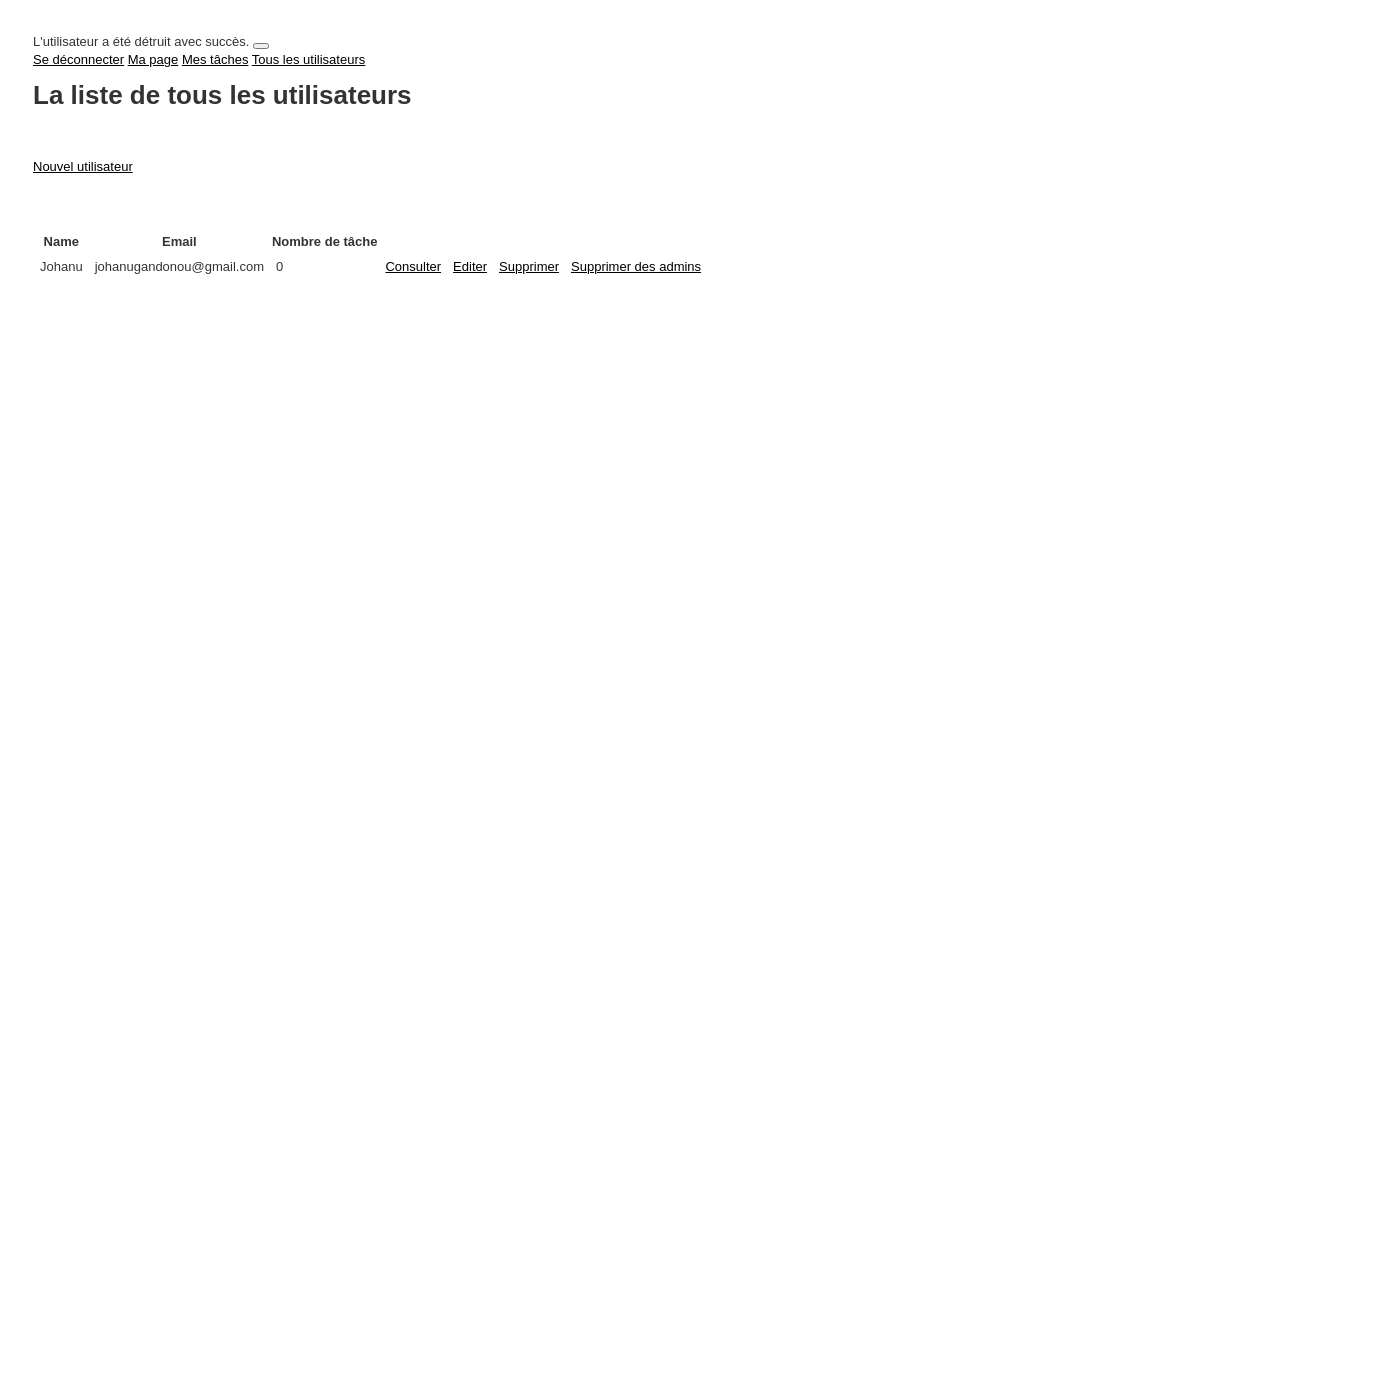 L'utilisateur a été détruit avec succès.
Se déconnecter Ma page Mes tâches Tous les utilisateurs
La liste de tous les utilisateurs
Nouvel utilisateur
Name Email Nombre de tâche
Johanu johanugandonou@gmail.com 0 Consulter Editer Supprimer Supprimer des admins